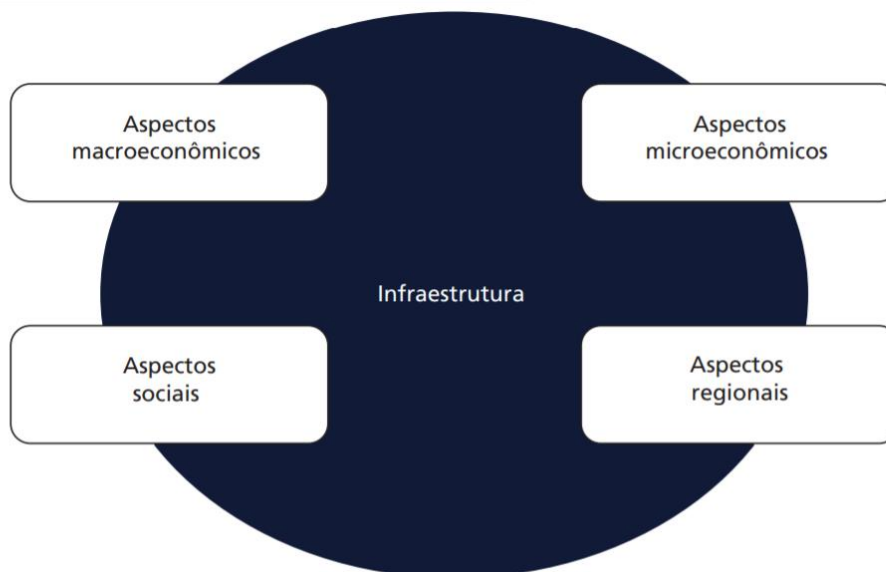 Aspectos
macroeconômicos
Aspectos
microeconômicos
Infraestrutura
Aspectos
sociais
Aspectos
regionais